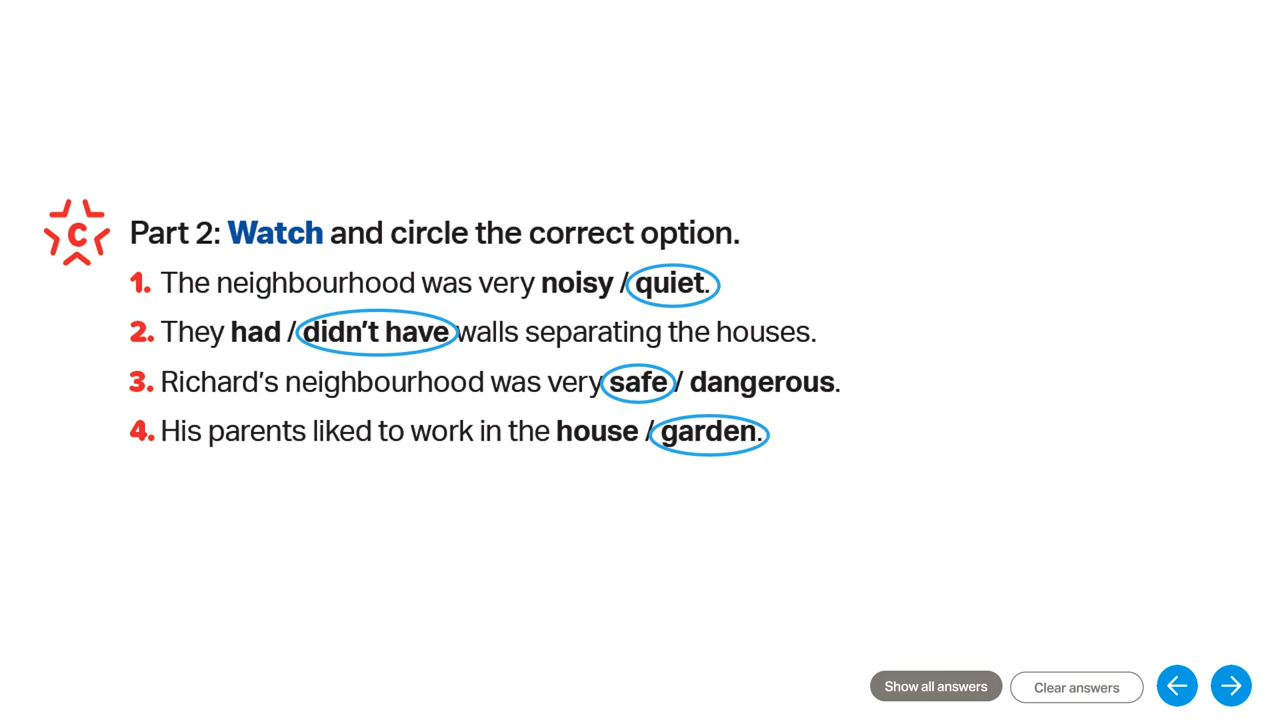 C
Part 2: Watch and circle the correct option.
1. The neighbourhood was very noisy / quiet.
2. They had / didn't have walls separating the houses.
3. Richard's neighbourhood was very safe / dangerous.
4. His parents liked to work in the house / garden.
Show all answers
Clear answers